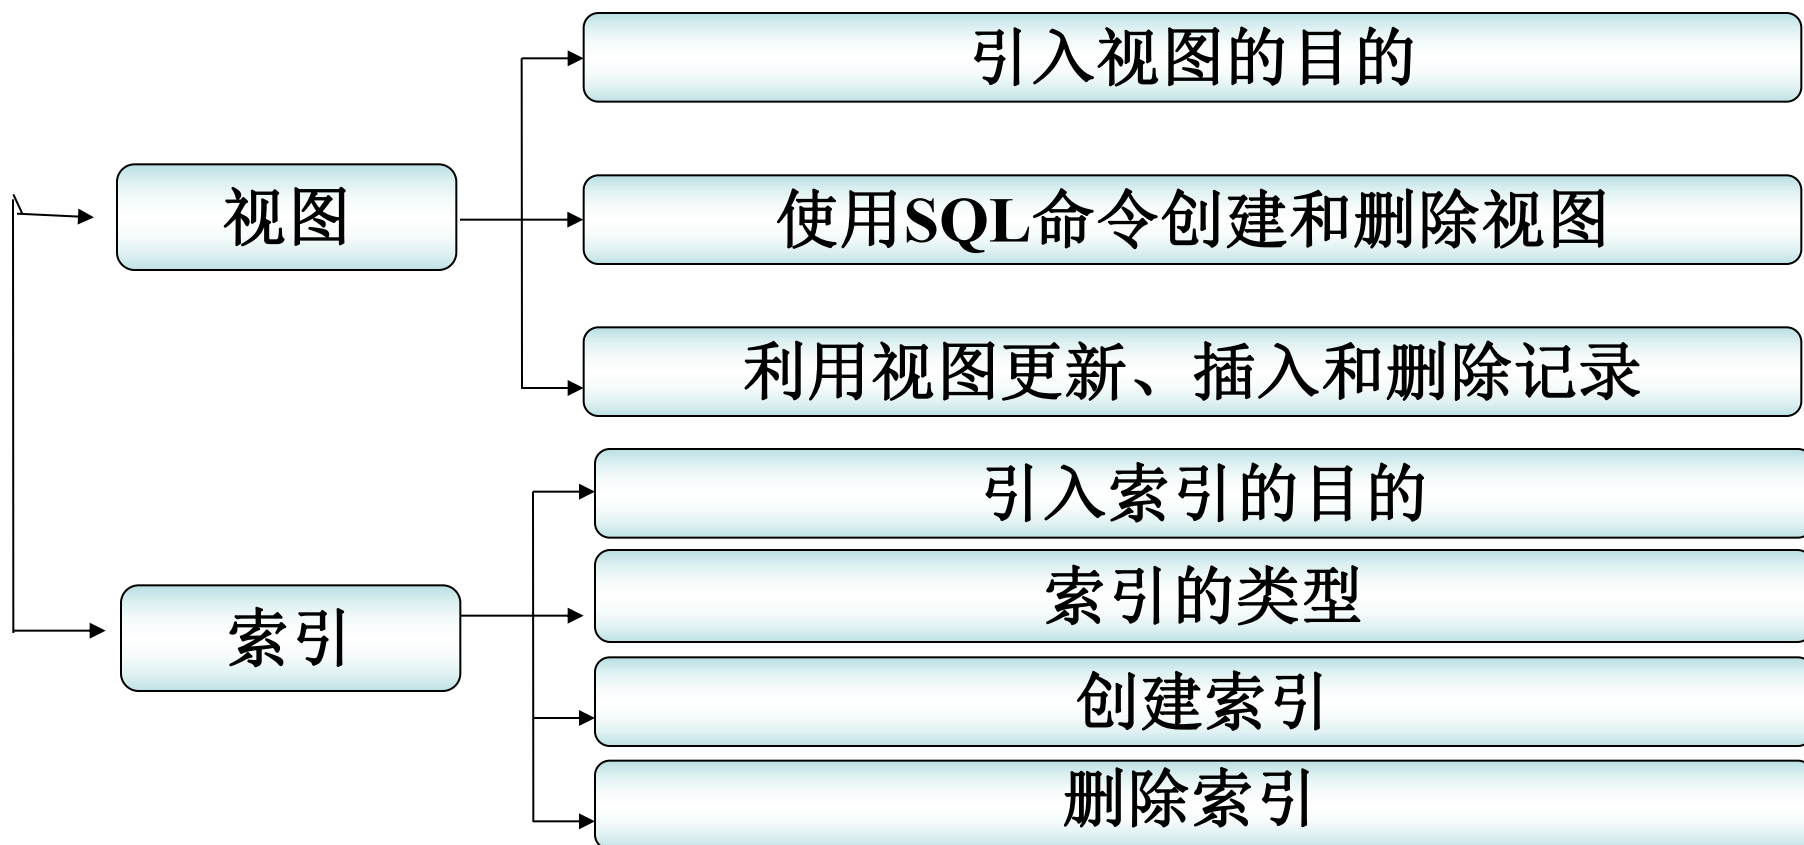 视图
引入视图的目的
使用SQL命令创建和删除视图
利用视图更新、插入和删除记录
索引
引入索引的目的
索引的类型
创建索引
删除索引